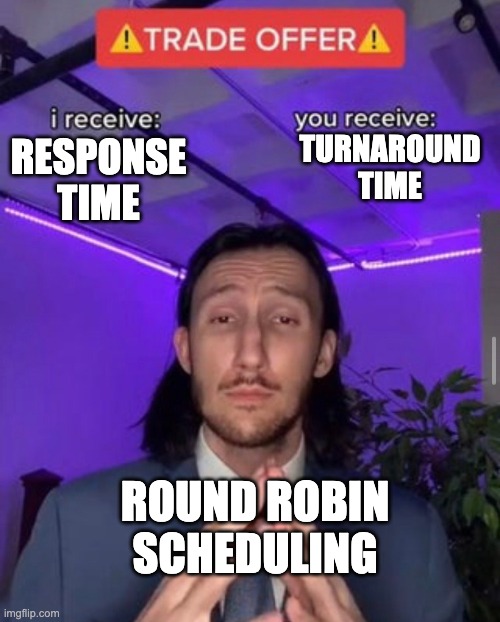 ⚠TRADE OFFER⚠
i receive:
you receive:
RESPONSE
TIME
TURNAROUND
TIME
ROUND ROBIN
SCHEDULING
imgflip.com